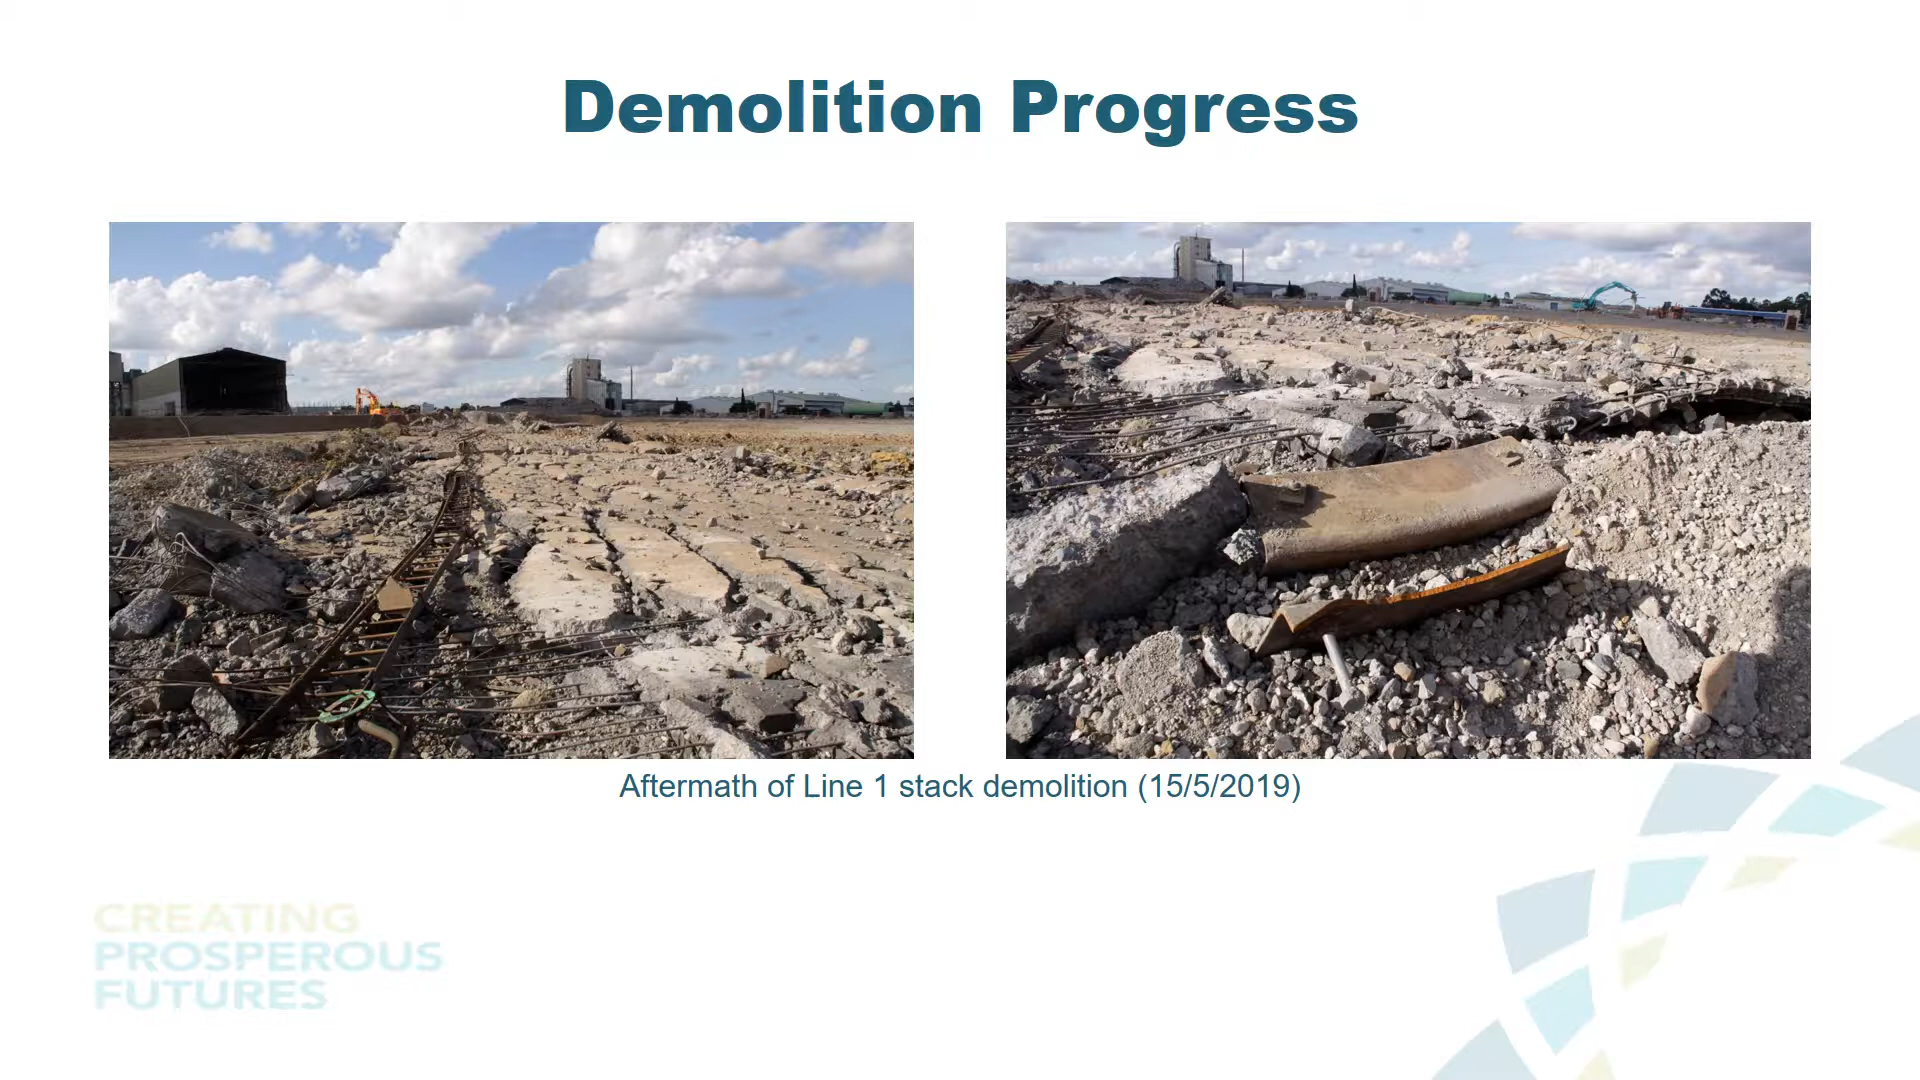 Demolition Progress
Aftermath of Line 1 stack demolition (15/5/2019)
CREATING
PROSPEROUS
FUTURES